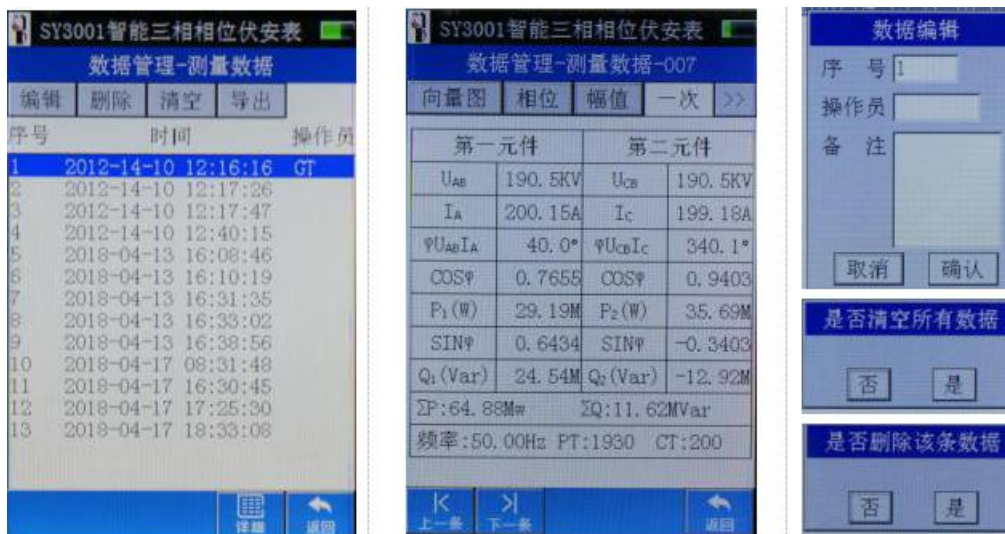 SY3001智能三相相位伏安表
数据管理-测量数据
编辑 删除 清空 导出
序号 时间 操作员
1 2012-14-10 12:16:16 GT
2 2012-14-10 12:17:26
3 2012-14-10 12:17:47
4 2012-14-10 12:40:15
5 2018-04-13 16:08:46
6 2018-04-13 16:10:19
7 2018-04-13 16:31:35
8 2018-04-13 16:33:02
9 2018-04-13 16:38:56
10 2018-04-17 08:31:48
11 2018-04-17 16:30:45
12 2018-04-17 17:25:30
13 2018-04-17 18:33:08
详细 返回
SY3001智能三相相位伏安表
数据管理-测量数据-007
向量图 相位 幅值 一次 >>
第一元件 第二元件
UAB 190.5KV UCB 190.5KV
IA 200.15A IC 199.18A
φUABIA 40.0° φUCBIC 340.1°
COSφ 0.7655 COSφ 0.9403
P₁(W) 29.19M P₂(W) 35.69M
SINφ 0.6434 SINφ -0.3403
Q₁(Var) 24.54M Q₂(Var) -12.92M
ΣP:64.88Mw ΣQ:11.62MVar
频率:50.00Hz PT:1930 CT:200
上一条 下一条 返回
数据编辑
序 号 1
操作员
备 注
取消 确认
是否清空所有数据
否 是
是否删除该条数据
否 是